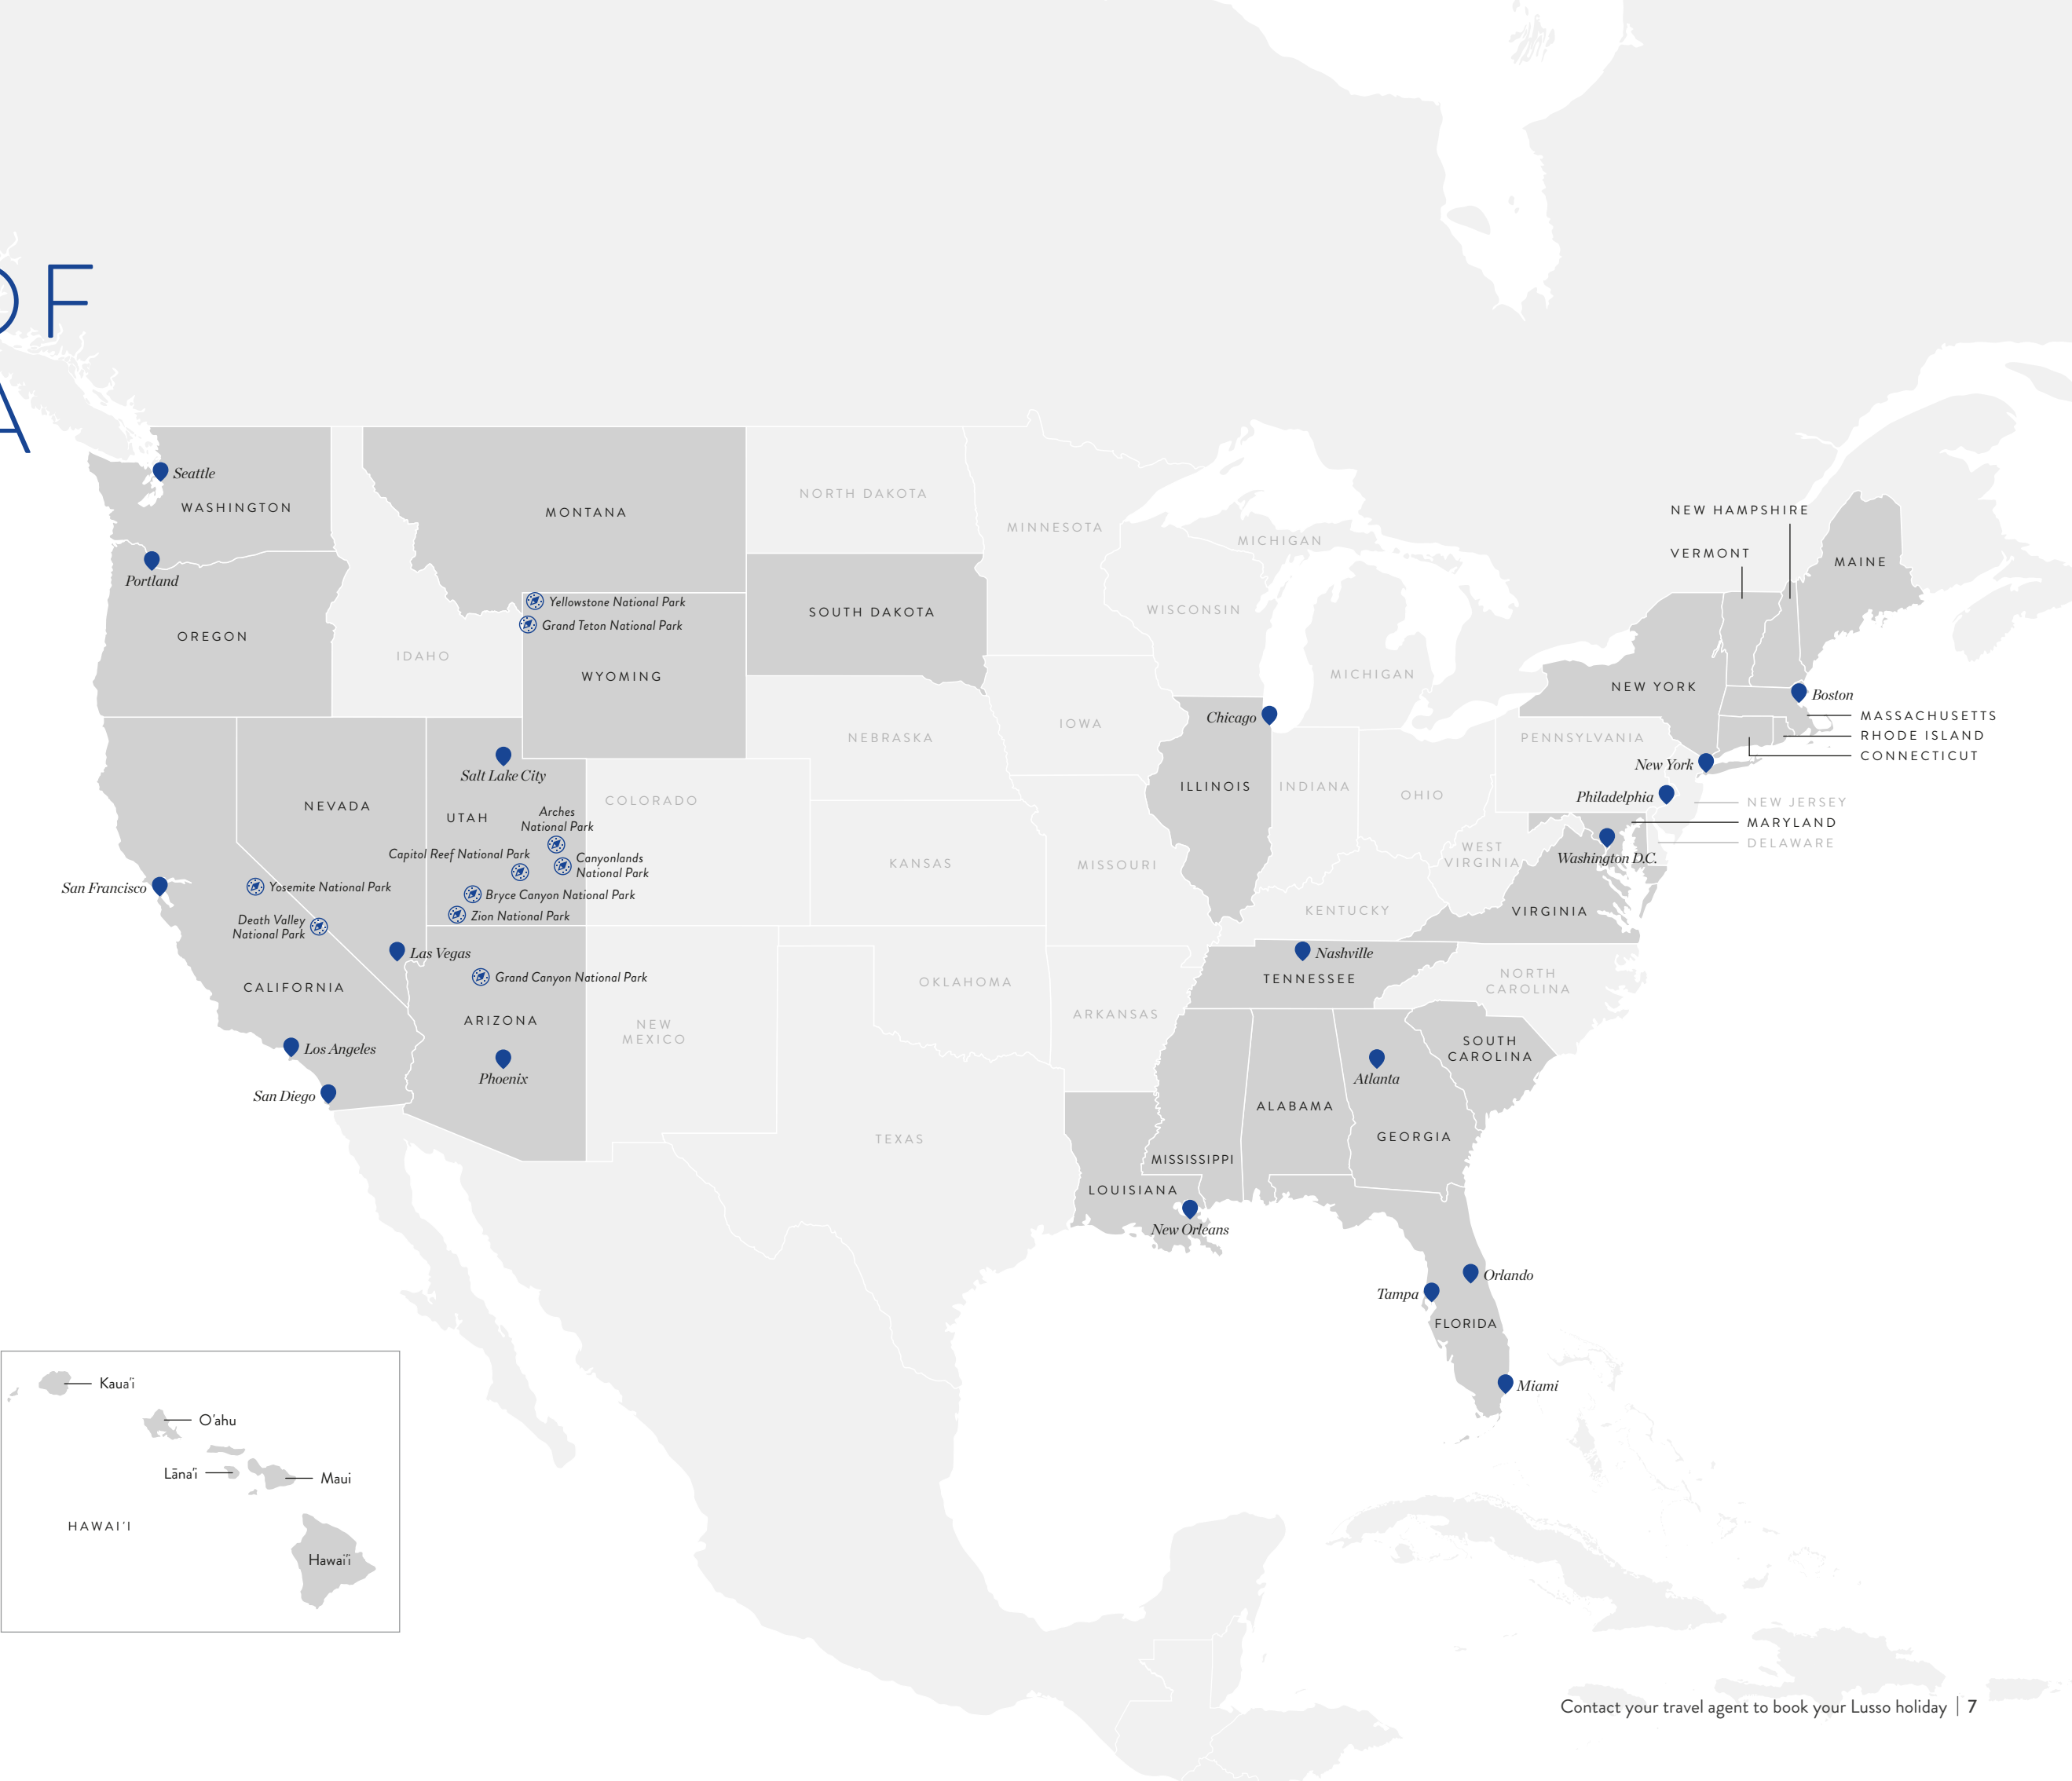 OF
A
Seattle
WASHINGTON
Portland
OREGON
IDAHO
MONTANA
Yellowstone National Park
Grand Teton National Park
WYOMING
NORTH DAKOTA
SOUTH DAKOTA
NEBRASKA
MINNESOTA
MICHIGAN
WISCONSIN
MICHIGAN
IOWA
Chicago
ILLINOIS
INDIANA
OHIO
NEW HAMPSHIRE
VERMONT
MAINE
NEW YORK
Boston
MASSACHUSETTS
RHODE ISLAND
CONNECTICUT
PENNSYLVANIA
New York
Philadelphia
NEW JERSEY
MARYLAND
DELAWARE
Washington D.C.
WEST
VIRGINIA
VIRGINIA
KENTUCKY
Salt Lake City
NEVADA
UTAH
Arches
National Park
Capitol Reef National Park
Canyonlands
National Park
Bryce Canyon National Park
Zion National Park
COLORADO
KANSAS
MISSOURI
San Francisco
Yosemite National Park
Death Valley
National Park
Las Vegas
CALIFORNIA
Grand Canyon National Park
ARIZONA
Phoenix
Los Angeles
San Diego
NEW
MEXICO
OKLAHOMA
ARKANSAS
TEXAS
Nashville
TENNESSEE
NORTH
CAROLINA
SOUTH
CAROLINA
Atlanta
ALABAMA
GEORGIA
MISSISSIPPI
LOUISIANA
New Orleans
Orlando
Tampa
FLORIDA
Miami
Kaua'i
O'ahu
Lāna'i
Maui
HAWAI'I
Hawai'i
Contact your travel agent to book your Lusso holiday | 7